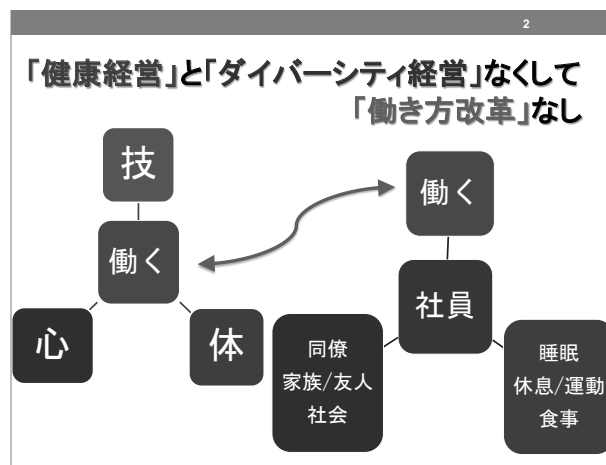 2
「健康経営」と「ダイバーシティ経営」なくして
「働き方改革」なし
技
働く
心
体
働く
社員
同僚
家族/友人
社会
睡眠
休息/運動
食事